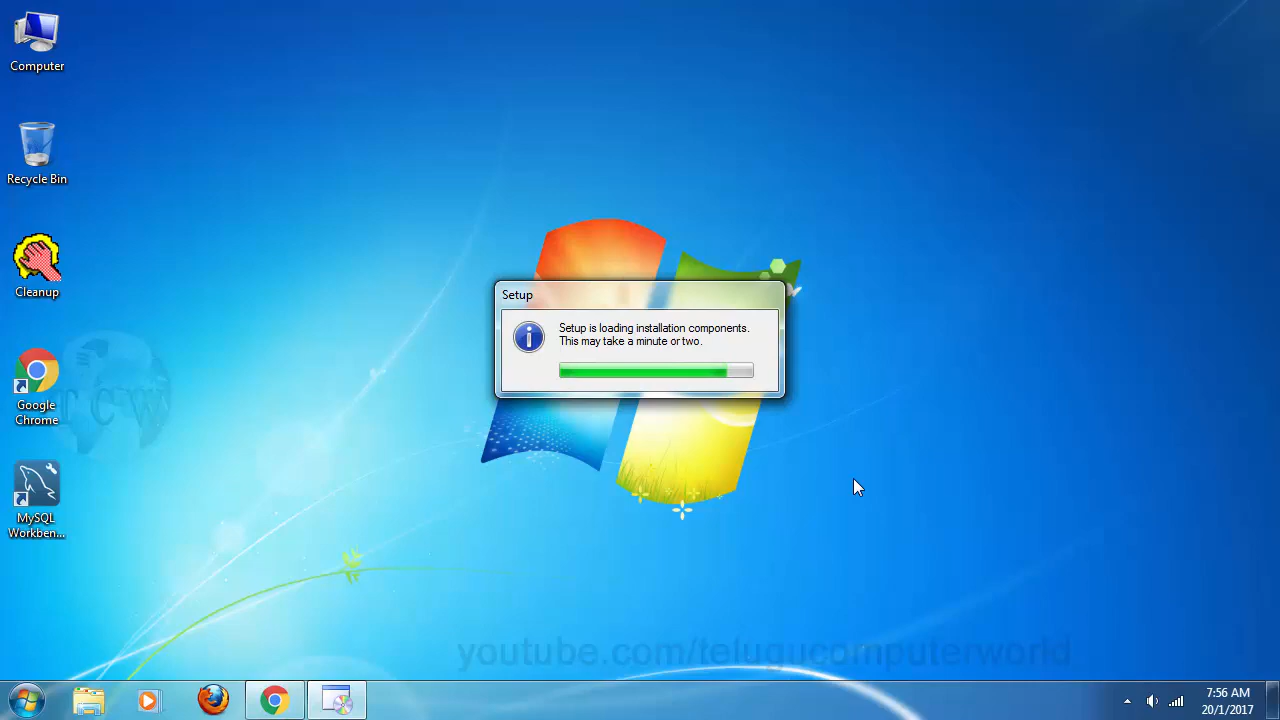 Computer
Recycle Bin
Cleanup
Google
Chrome
MySQL
Workben...
TCW
Setup
Setup is loading installation components.
This may take a minute or two.
youtube.com/telugucomputerworld
7:56 AM
20/1/2017